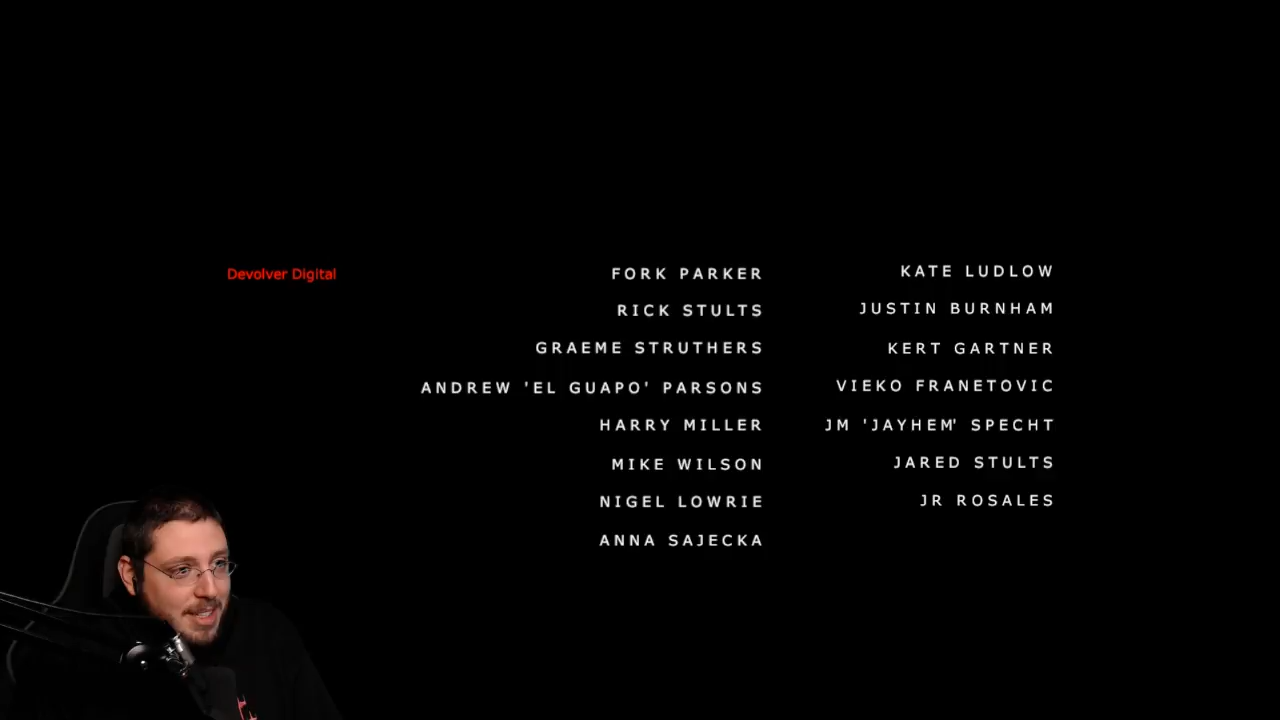 Devolver Digital
FORK PARKER
RICK STULTS
GRAEME STRUTHERS
ANDREW 'EL GUAPO' PARSONS
HARRY MILLER
MIKE WILSON
NIGEL LOWRIE
ANNA SAJECKA
KATE LUDLOW
JUSTIN BURNHAM
KERT GARTNER
VIEKO FRANETOVIC
JM 'JAYHEM' SPECHT
JARED STULTS
JR ROSALES